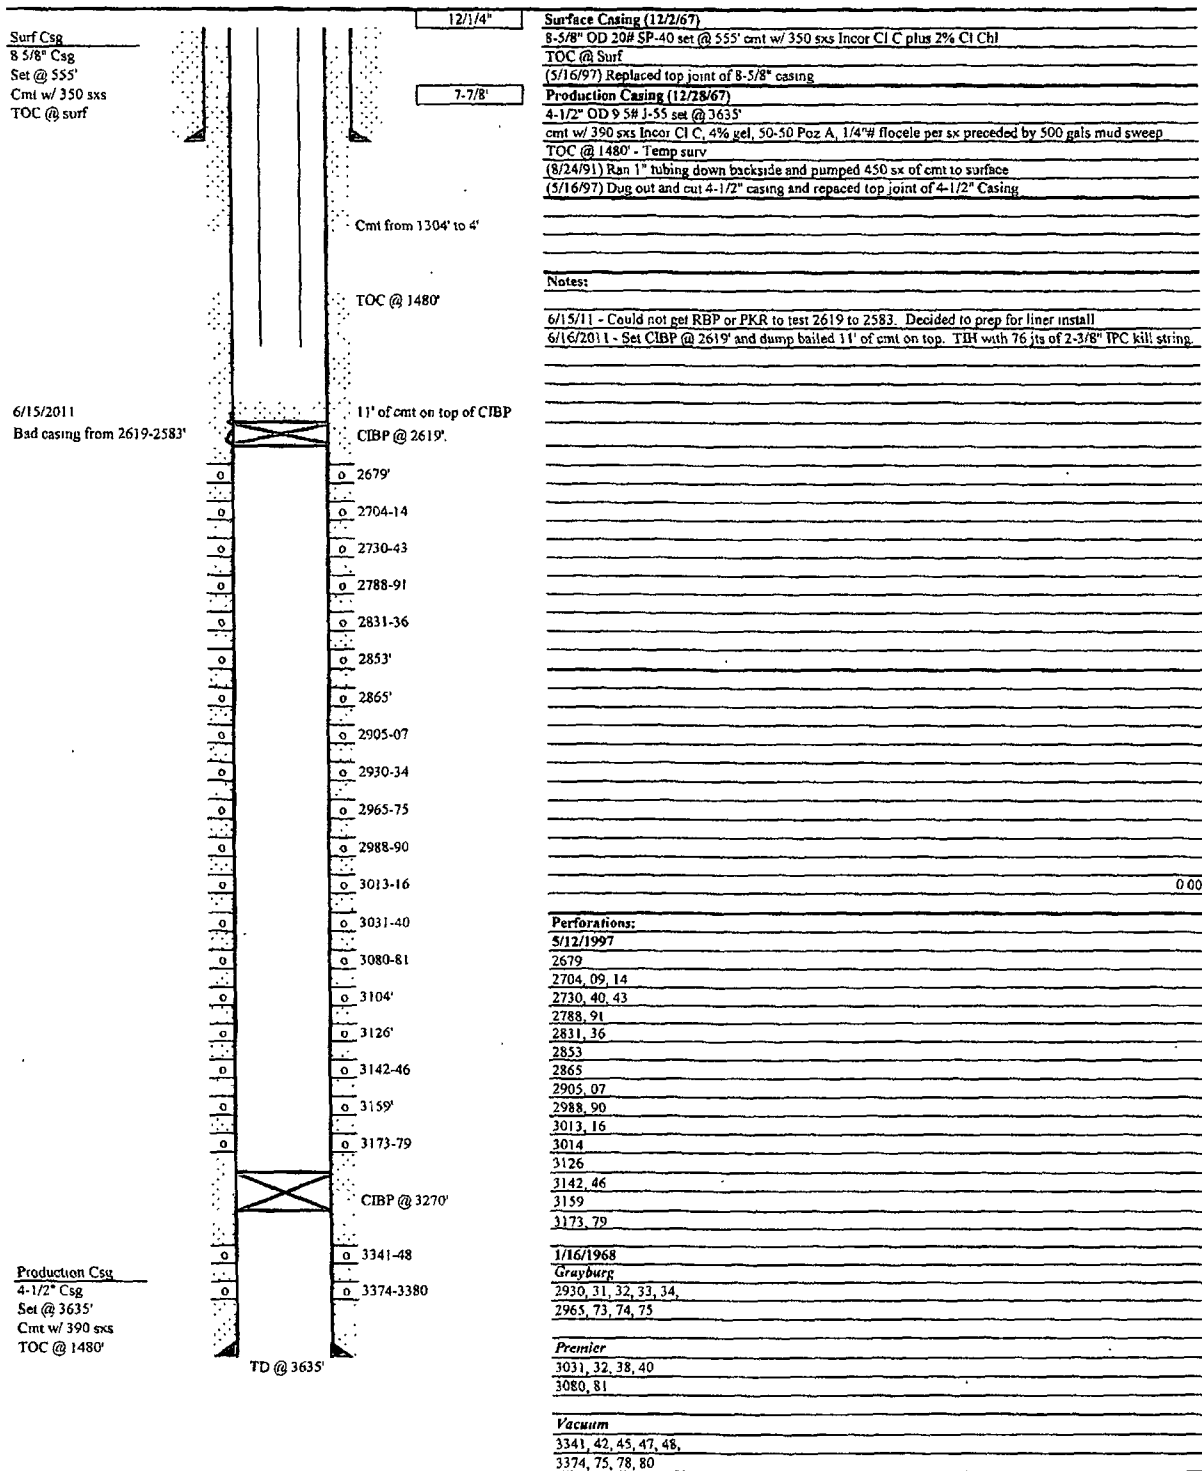 12/1/4"
Surf Csg
8 5/8" Csg
Set @ 555'
Cmt w/ 350 sxs
TOC @ surf
7-7/8'
Cmt from 1304' to 4'
TOC @ 1480'
6/15/2011
Bad casing from 2619-2583'
11' of cmt on top of CIBP
CIBP @ 2619'.
o o 2679'
o o 2704-14
o o 2730-43
o o 2788-91
o o 2831-36
o o 2853'
o o 2865'
o o 2905-07
o o 2930-34
o o 2965-75
o o 2988-90
o o 3013-16
o o 3031-40
o o 3080-81
o o 3104'
o o 3126'
o o 3142-46
o o 3159'
o o 3173-79
CIBP @ 3270'
o o 3341-48
o o 3374-3380
Production Csg
4-1/2" Csg
Set @ 3635'
Cmt w/ 390 sxs
TOC @ 1480'
TD @ 3635'
Surface Casing (12/2/67)
8-5/8" OD 20# SP-40 set @ 555' cmt w/ 350 sxs Incor Cl C plus 2% Cl Chl
TOC @ Surf
(5/16/97) Replaced top joint of 8-5/8" casing
Production Casing (12/28/67)
4-1/2" OD 9 5# J-55 set @ 3635'
cmt w/ 390 sxs Incor Cl C, 4% gel, 50-50 Poz A, 1/4"# flocele per sx preceded by 500 gals mud sweep
TOC @ 1480' - Temp surv
(8/24/91) Ran 1" tubing down backside and pumped 450 sx of cmt to surface
(5/16/97) Dug out and cut 4-1/2" casing and repaced top joint of 4-1/2" Casing
Notes:
6/15/11 - Could not get RBP or PKR to test 2619 to 2583. Decided to prep for liner install
6/16/2011 - Set CIBP @ 2619' and dump bailed 11' of cmt on top. TIH with 76 jts of 2-3/8" IPC kill string.
0 00
Perforations:
5/12/1997
2679
2704, 09, 14
2730, 40, 43
2788, 91
2831, 36
2853
2865
2905, 07
2988, 90
3013, 16
3014
3126
3142, 46
3159
3173, 79
1/16/1968
Grayburg
2930, 31, 32, 33, 34,
2965, 73, 74, 75
Premier
3031, 32, 38, 40
3080, 81
Vacuum
3341, 42, 45, 47, 48,
3374, 75, 78, 80